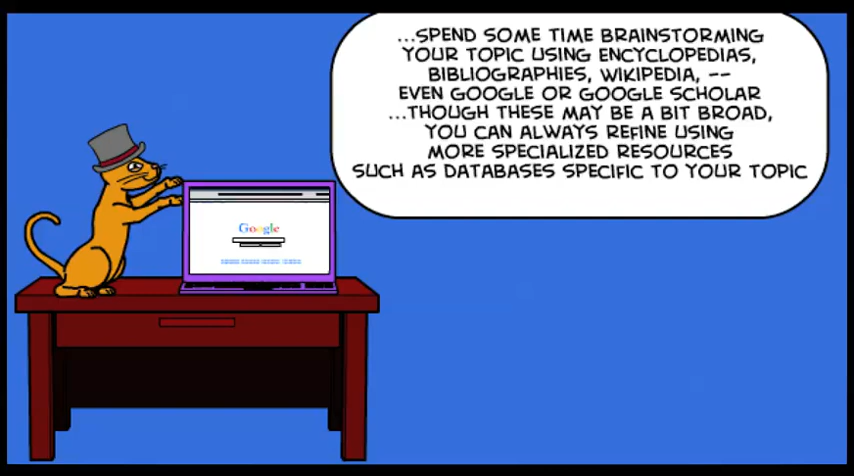 ...SPEND SOME TIME BRAINSTORMING
YOUR TOPIC USING ENCYCLOPEDIAS,
BIBLIOGRAPHIES, WIKIPEDIA, --
EVEN GOOGLE OR GOOGLE SCHOLAR
...THOUGH THESE MAY BE A BIT BROAD,
YOU CAN ALWAYS REFINE USING
MORE SPECIALIZED RESOURCES
SUCH AS DATABASES SPECIFIC TO YOUR TOPIC
Google